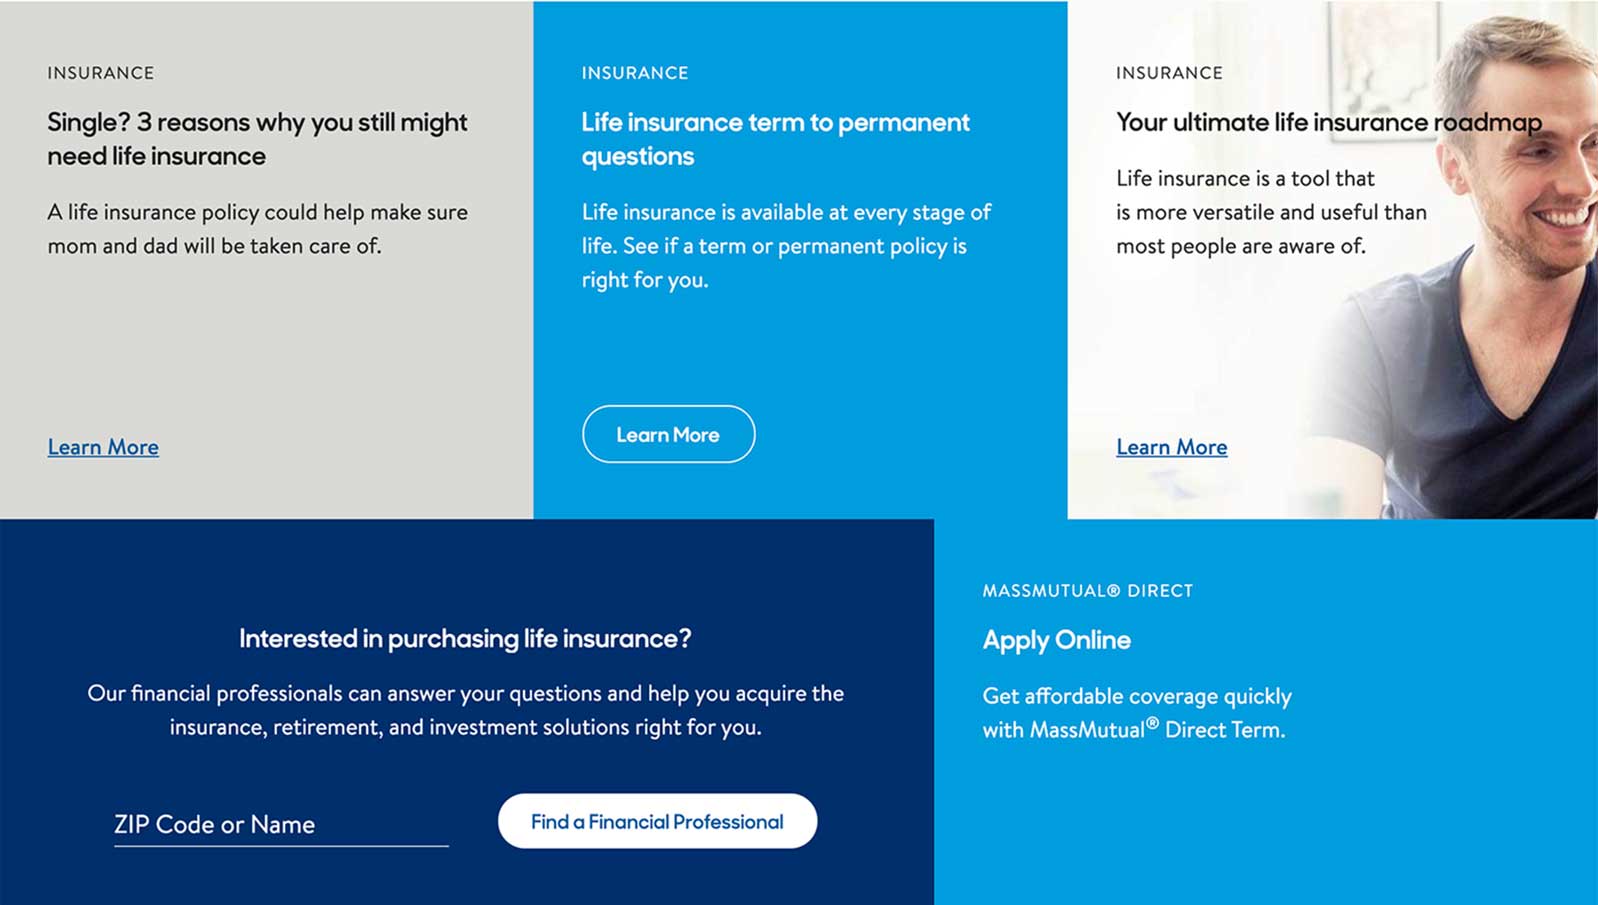 INSURANCE
Single? 3 reasons why you still might
need life insurance
A life insurance policy could help make sure
mom and dad will be taken care of.
Learn More
INSURANCE
Life insurance term to permanent
questions
Life insurance is available at every stage of
life. See if a term or permanent policy is
right for you.
Learn More
INSURANCE
Your ultimate life insurance roadmap
Life insurance is a tool that
is more versatile and useful than
most people are aware of.
Learn More
Interested in purchasing life insurance?
Our financial professionals can answer your questions and help you acquire the
insurance, retirement, and investment solutions right for you.
ZIP Code or Name
Find a Financial Professional
MASSMUTUAL® DIRECT
Apply Online
Get affordable coverage quickly
with MassMutual® Direct Term.